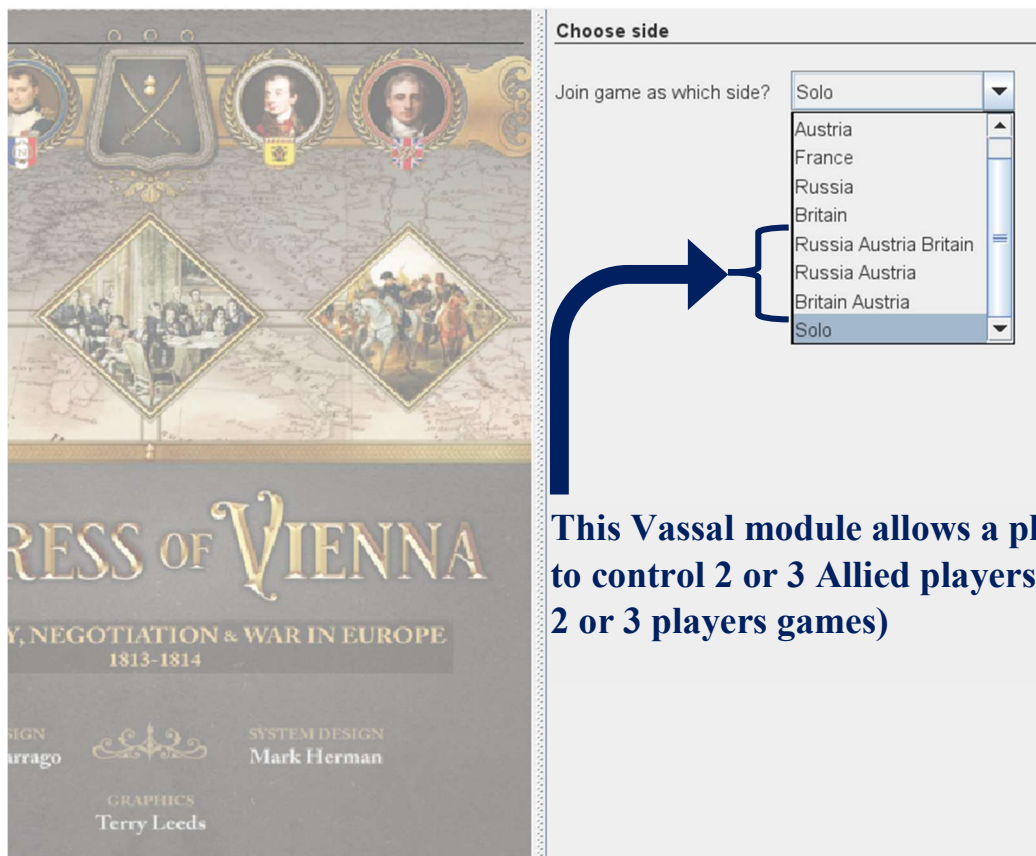 RESS OF VIENNA
Y, NEGOTIATION & WAR IN EUROPE
1813-1814
SIGN
arrago
SYSTEM DESIGN
Mark Herman
GRAPHICS
Terry Leeds
Choose side
Join game as which side?
Solo
Austria
France
Russia
Britain
Russia Austria Britain
Russia Austria
Britain Austria
Solo
This Vassal module allows a pl
to control 2 or 3 Allied players
2 or 3 players games)